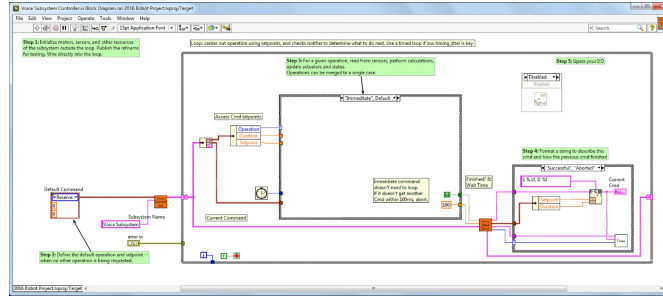 Voice Subsystem Controller.vi Block Diagram on 2016 Robot Project.lvproj/Target
File Edit View Project Operate Tools Window Help
15pt Application Font
Search
Step 1: Initialize motors, sensors, and other resources
of the subsystem outside the loop. Publish the refnums
for testing. Wire directly into the loop.
Loops carries out operation using setpoints, and checks notifier to determine what to do next. Use a timed loop if low timing jitter is key.
Step 3: For a given operation, read from sensors, perform calculations,
update actuators and status.
Operations can be merged to a single case.
Step 5: Upate your I/O
Disabled
Publish
"Immeditate", Default
Access Cmd setpoints
Operation
Duration
Setpoint
Step 4: Format a string to describe this
cmd and how the previous cmd finished
"Successful", "Aborted"
Default Command
Reserve
0
0
Immediate command
doesn't need to loop.
If it doesn't get another
Cmd within 100ms, abort.
Finished? &
Wait Time
100
S %.1f, D %f
Current
Cmd
Setpoint
Duration
Subsystem Name
Voice Subsystem
Current Command
error in
Step 2: Define the default operation and setpoint --
when no other operation is being requested.
i
2016 Robot Project.lvproj/Target